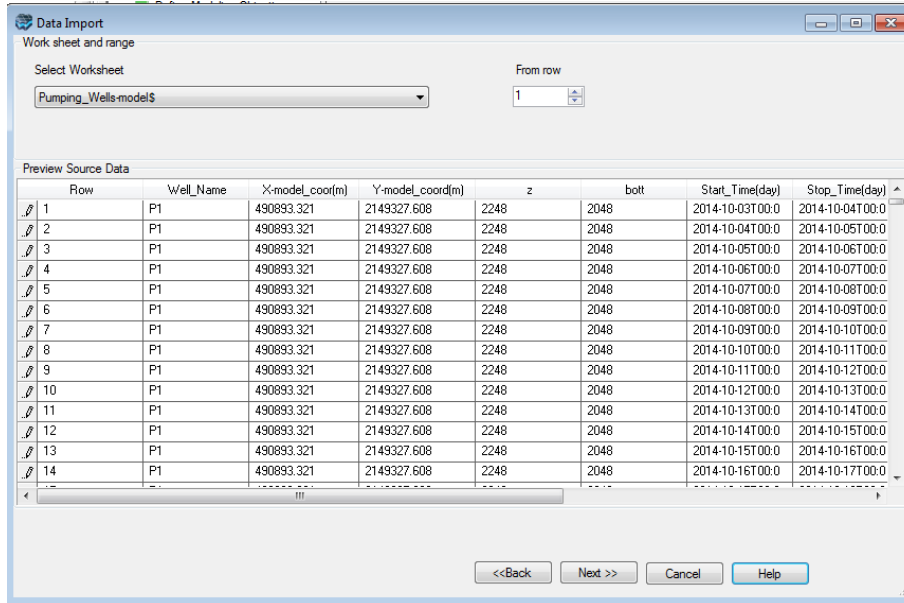 Data Import
Work sheet and range
Select Worksheet From row
Pumping_Wells-model$ 1
Preview Source Data
Row Well_Name X-model_coor(m) Y-model_coord(m) z bott Start_Time(day) Stop_Time(day)
1 P1 490893.321 2149327.608 2248 2048 2014-10-03T00:0 2014-10-04T00:0
2 P1 490893.321 2149327.608 2248 2048 2014-10-04T00:0 2014-10-05T00:0
3 P1 490893.321 2149327.608 2248 2048 2014-10-05T00:0 2014-10-06T00:0
4 P1 490893.321 2149327.608 2248 2048 2014-10-06T00:0 2014-10-07T00:0
5 P1 490893.321 2149327.608 2248 2048 2014-10-07T00:0 2014-10-08T00:0
6 P1 490893.321 2149327.608 2248 2048 2014-10-08T00:0 2014-10-09T00:0
7 P1 490893.321 2149327.608 2248 2048 2014-10-09T00:0 2014-10-10T00:0
8 P1 490893.321 2149327.608 2248 2048 2014-10-10T00:0 2014-10-11T00:0
9 P1 490893.321 2149327.608 2248 2048 2014-10-11T00:0 2014-10-12T00:0
10 P1 490893.321 2149327.608 2248 2048 2014-10-12T00:0 2014-10-13T00:0
11 P1 490893.321 2149327.608 2248 2048 2014-10-13T00:0 2014-10-14T00:0
12 P1 490893.321 2149327.608 2248 2048 2014-10-14T00:0 2014-10-15T00:0
13 P1 490893.321 2149327.608 2248 2048 2014-10-15T00:0 2014-10-16T00:0
14 P1 490893.321 2149327.608 2248 2048 2014-10-16T00:0 2014-10-17T00:0
<<Back Next >> Cancel Help